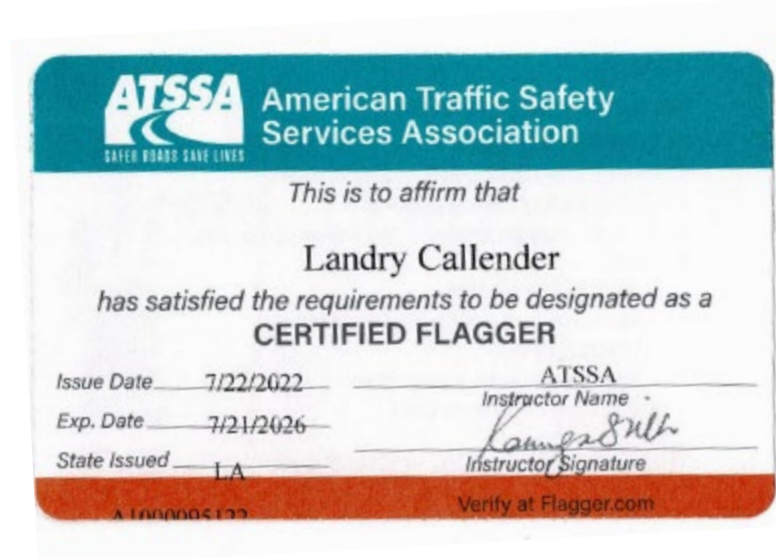 ATSSA
SAFER ROADS SAVE LINES
American Traffic Safety
Services Association
This is to affirm that
Landry Callender
has satisfied the requirements to be designated as a
CERTIFIED FLAGGER
Issue Date 7/22/2022
Exp. Date 7/21/2026
State Issued LA
ATSSA
Instructor Name
Instructor Signature
A1000095122
Verify at Flagger.com